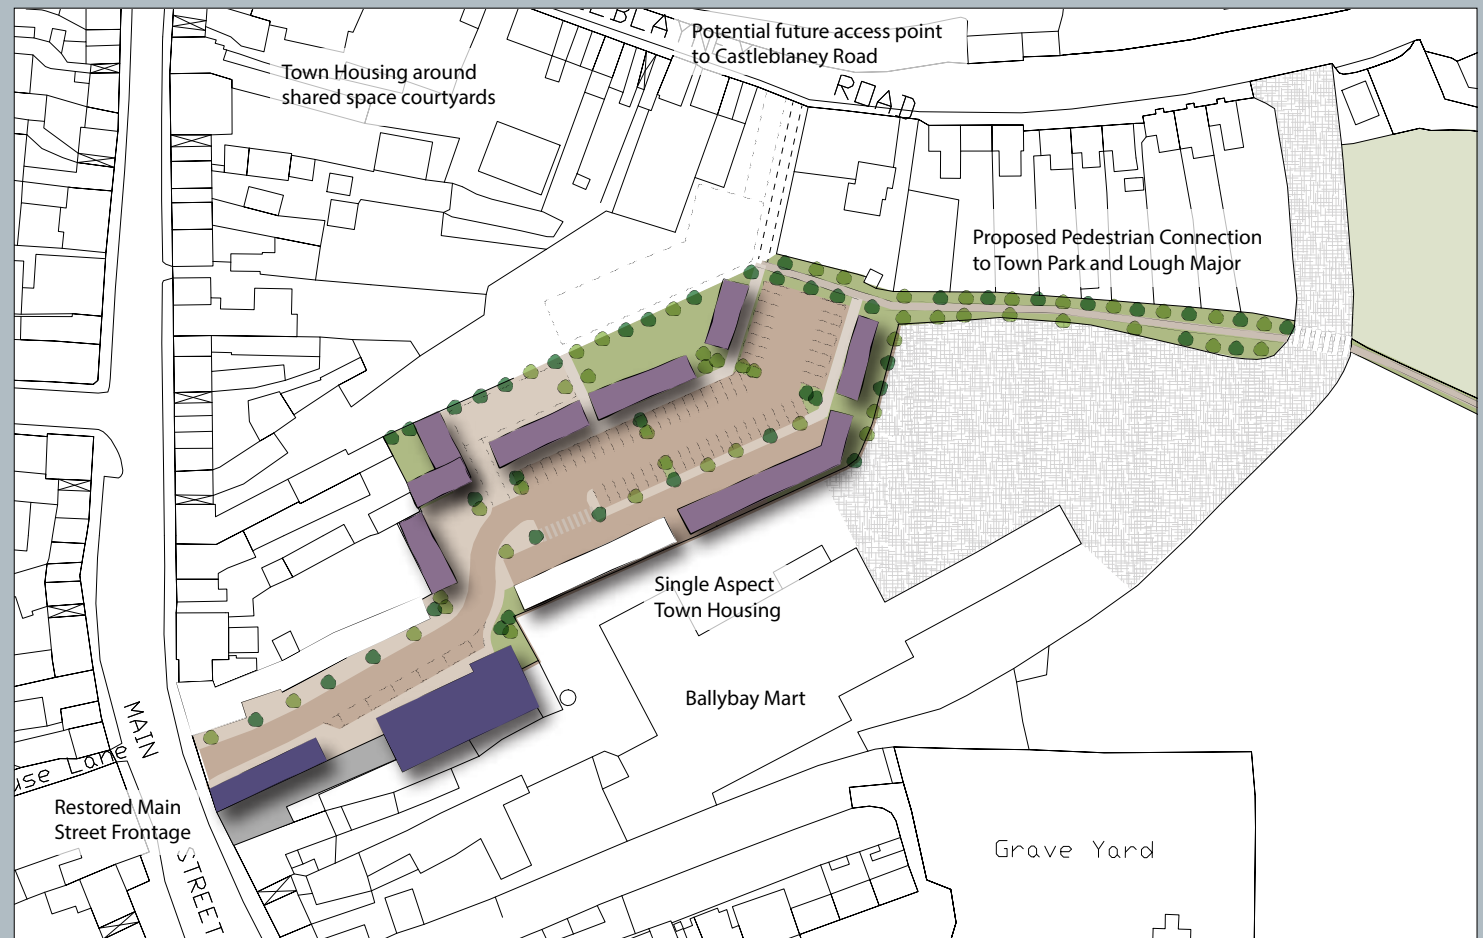 Potential future access point
to Castleblaney Road
ROAD
Town Housing around
shared space courtyards
Proposed Pedestrian Connection
to Town Park and Lough Major
Single Aspect
Town Housing
Ballybay Mart
MAIN
STREET
Lane
Restored Main
Street Frontage
Grave Yard